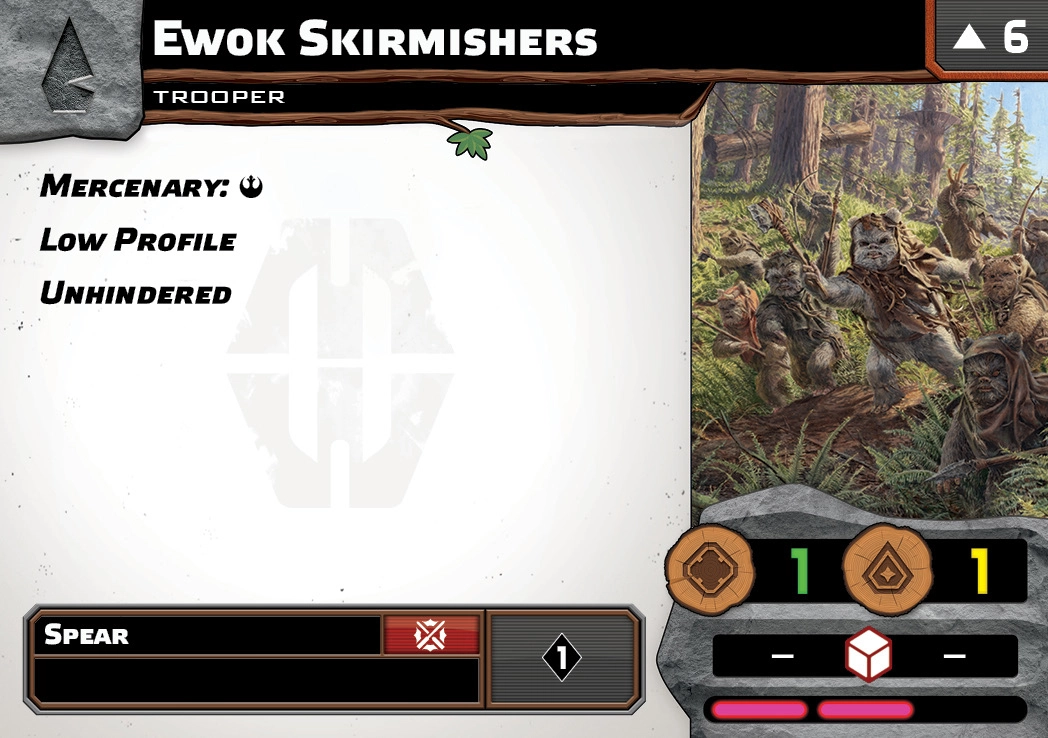 EWOK SKIRMISHERS
6
TROOPER
MERCENARY:
LOW PROFILE
UNHINDERED
1 1
SPEAR
1
– –